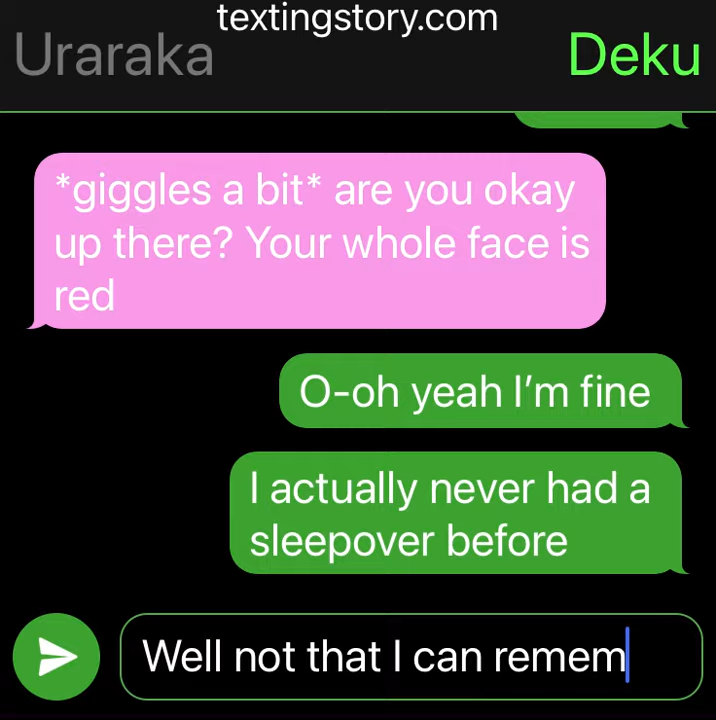 textingstory.com
Uraraka
Deku
*giggles a bit* are you okay
up there? Your whole face is
red
O-oh yeah I’m fine
I actually never had a
sleepover before
Well not that I can remem